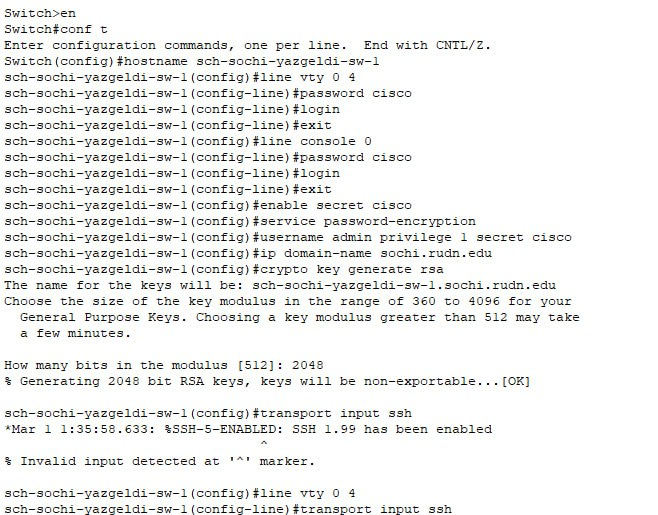 Switch>en
Switch#conf t
Enter configuration commands, one per line.  End with CNTL/Z.
Switch(config)#hostname sch-sochi-yazgeldi-sw-1
sch-sochi-yazgeldi-sw-1(config)#line vty 0 4
sch-sochi-yazgeldi-sw-1(config-line)#password cisco
sch-sochi-yazgeldi-sw-1(config-line)#login
sch-sochi-yazgeldi-sw-1(config-line)#exit
sch-sochi-yazgeldi-sw-1(config)#line console 0
sch-sochi-yazgeldi-sw-1(config-line)#password cisco
sch-sochi-yazgeldi-sw-1(config-line)#login
sch-sochi-yazgeldi-sw-1(config-line)#exit
sch-sochi-yazgeldi-sw-1(config)#enable secret cisco
sch-sochi-yazgeldi-sw-1(config)#service password-encryption
sch-sochi-yazgeldi-sw-1(config)#username admin privilege 1 secret cisco
sch-sochi-yazgeldi-sw-1(config)#ip domain-name sochi.rudn.edu
sch-sochi-yazgeldi-sw-1(config)#crypto key generate rsa
The name for the keys will be: sch-sochi-yazgeldi-sw-1.sochi.rudn.edu
Choose the size of the key modulus in the range of 360 to 4096 for your
  General Purpose Keys. Choosing a key modulus greater than 512 may take
  a few minutes.

How many bits in the modulus [512]: 2048
% Generating 2048 bit RSA keys, keys will be non-exportable...[OK]

sch-sochi-yazgeldi-sw-1(config)#transport input ssh
*Mar 1 1:35:58.633: %SSH-5-ENABLED: SSH 1.99 has been enabled
                                  ^
% Invalid input detected at '^' marker.

sch-sochi-yazgeldi-sw-1(config)#line vty 0 4
sch-sochi-yazgeldi-sw-1(config-line)#transport input ssh